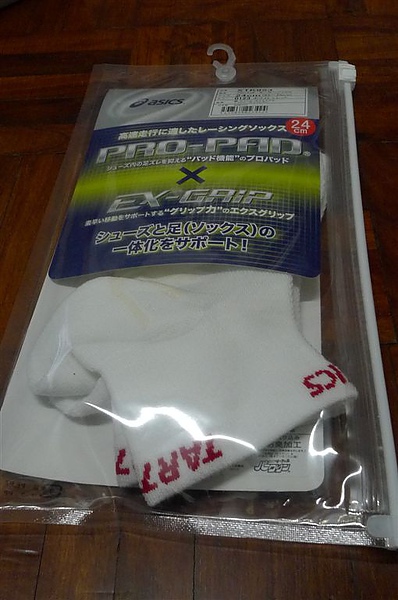 asics
24cm
高速走行に適したレーシングソックス
PRO-PAD®
シューズ内の足ズレを抑える"パッド機能"のプロパッド
×
EX-GRIP
素早い移動をサポートする"グリップ力"のエクスグリップ
シューズと足(ソックス)の
一体化をサポート!
ICS
TART
加工